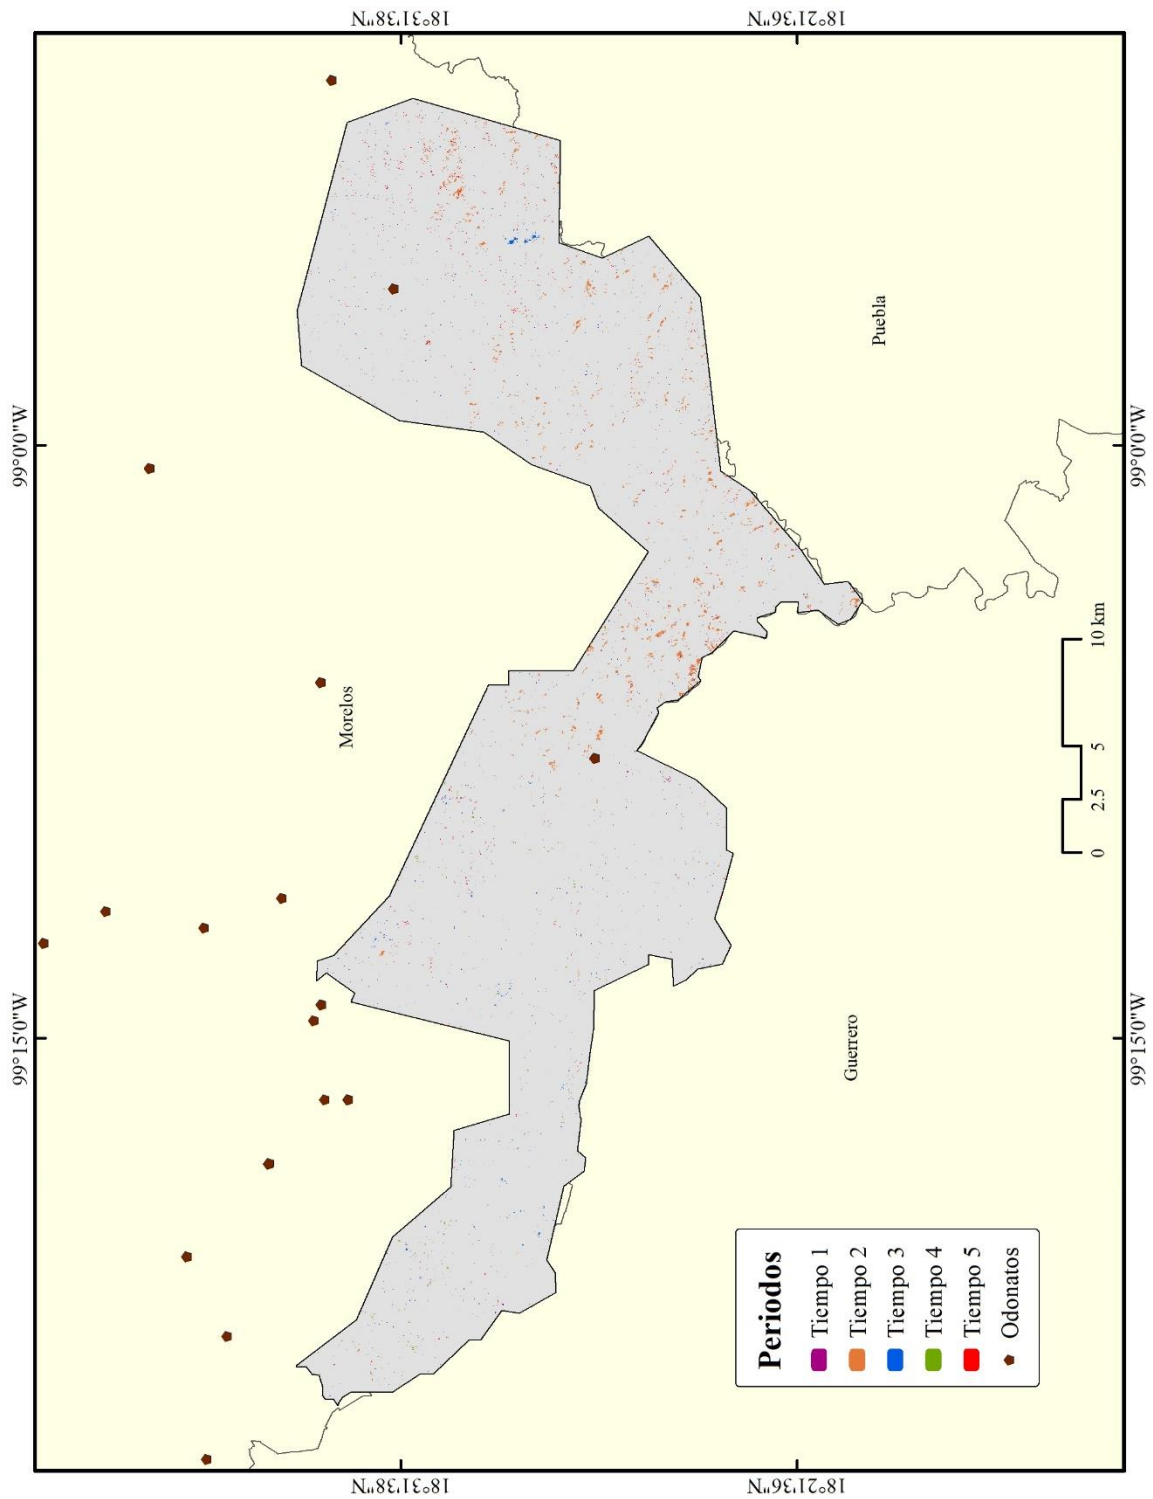 18°31'38"N
18°21'36"N
99°0'0"W
99°0'0"W
Morelos
Puebla
Guerrero
99°15'0"W
99°15'0"W
0
2.5
5
10 km
Periodos
Tiempo 1
Tiempo 2
Tiempo 3
Tiempo 4
Tiempo 5
Odonatos
18°31'38"N
18°21'36"N